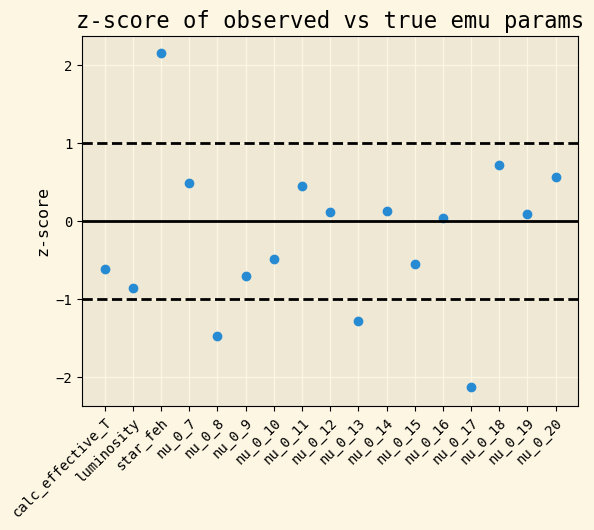 z-score of observed vs true emu params
z-score
2
1
0
−1
−2
calc_effective_T
luminosity
star_feh
nu_0_7
nu_0_8
nu_0_9
nu_0_10
nu_0_11
nu_0_12
nu_0_13
nu_0_14
nu_0_15
nu_0_16
nu_0_17
nu_0_18
nu_0_19
nu_0_20